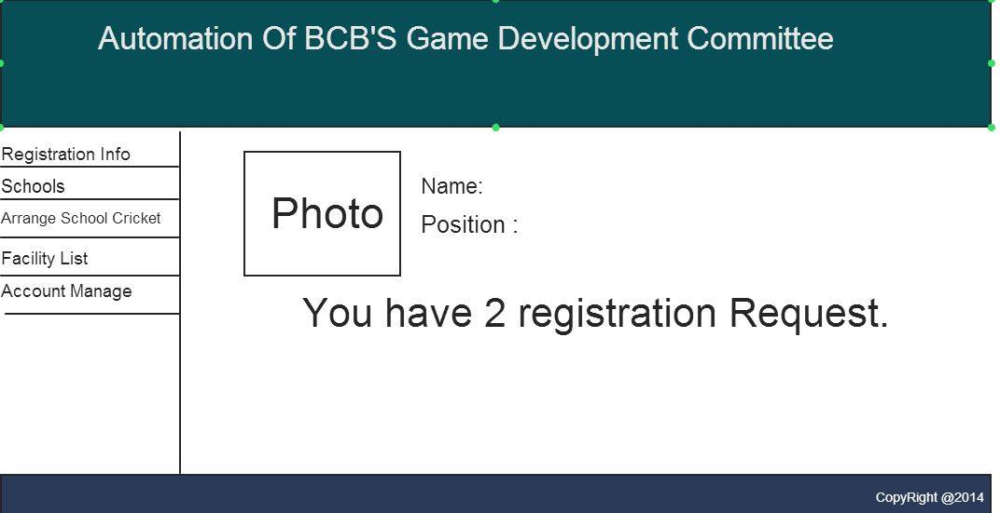 Automation Of BCB'S Game Development Committee
Registration Info
Schools
Arrange School Cricket
Facility List
Account Manage
Photo
Name:
Position :
You have 2 registration Request.
CopyRight @2014